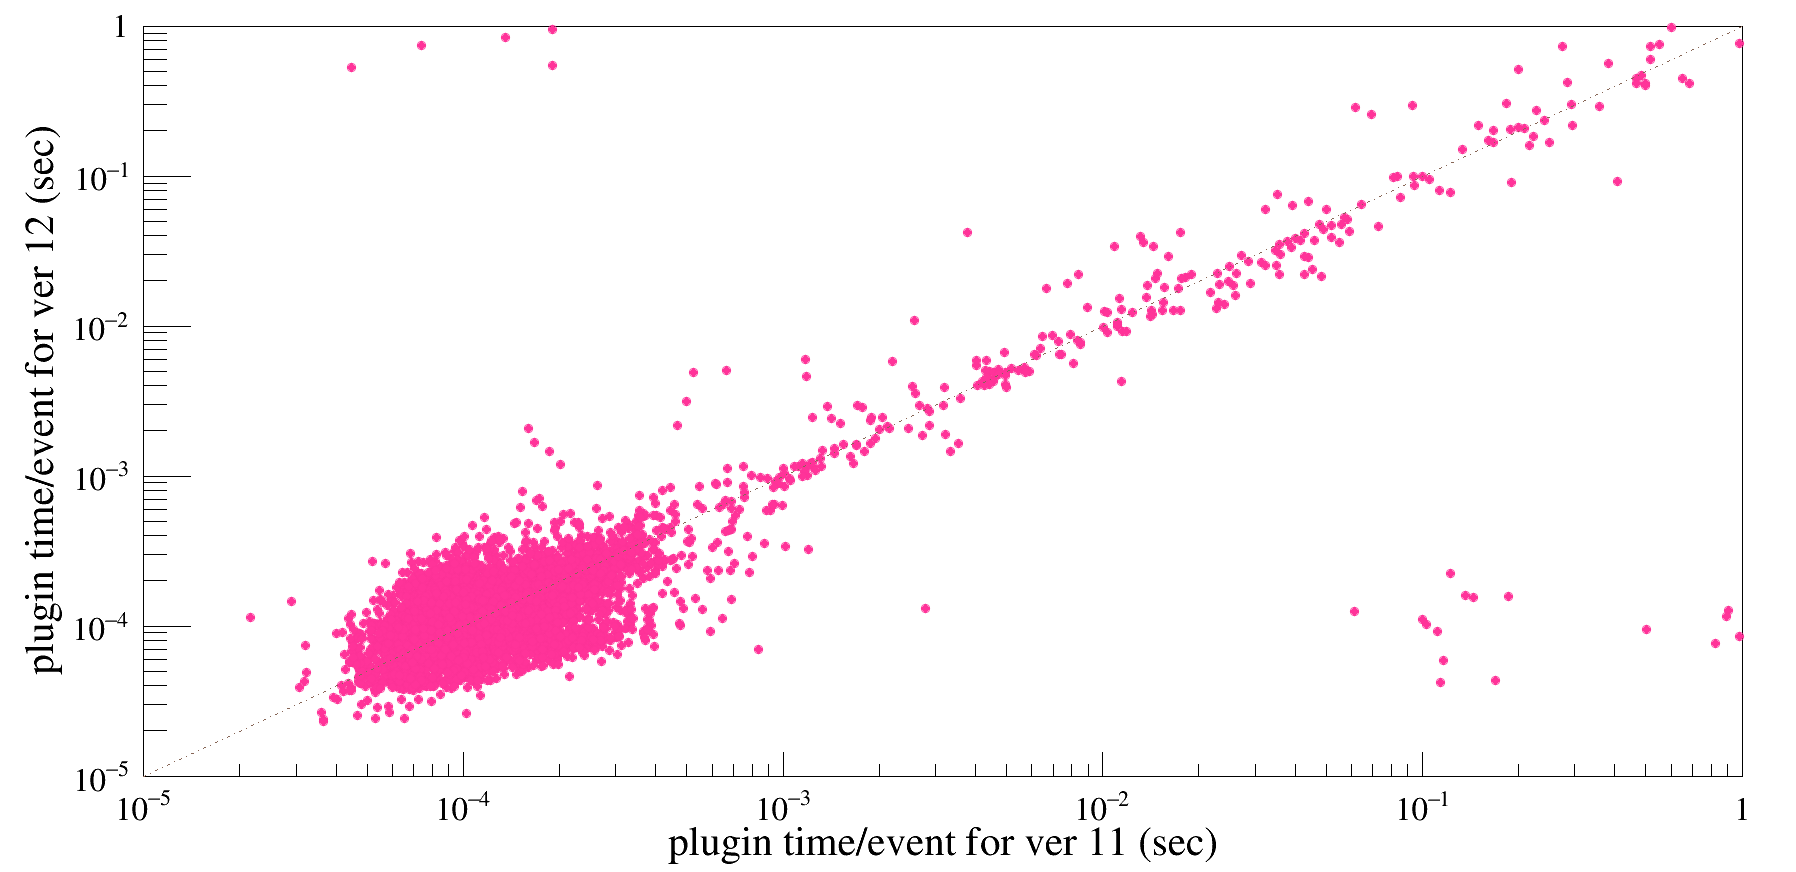 1
10⁻¹
10⁻²
10⁻³
10⁻⁴
10⁻⁵
plugin time/event for ver 12 (sec)
10⁻⁵ 10⁻⁴ 10⁻³ 10⁻² 10⁻¹ 1
plugin time/event for ver 11 (sec)